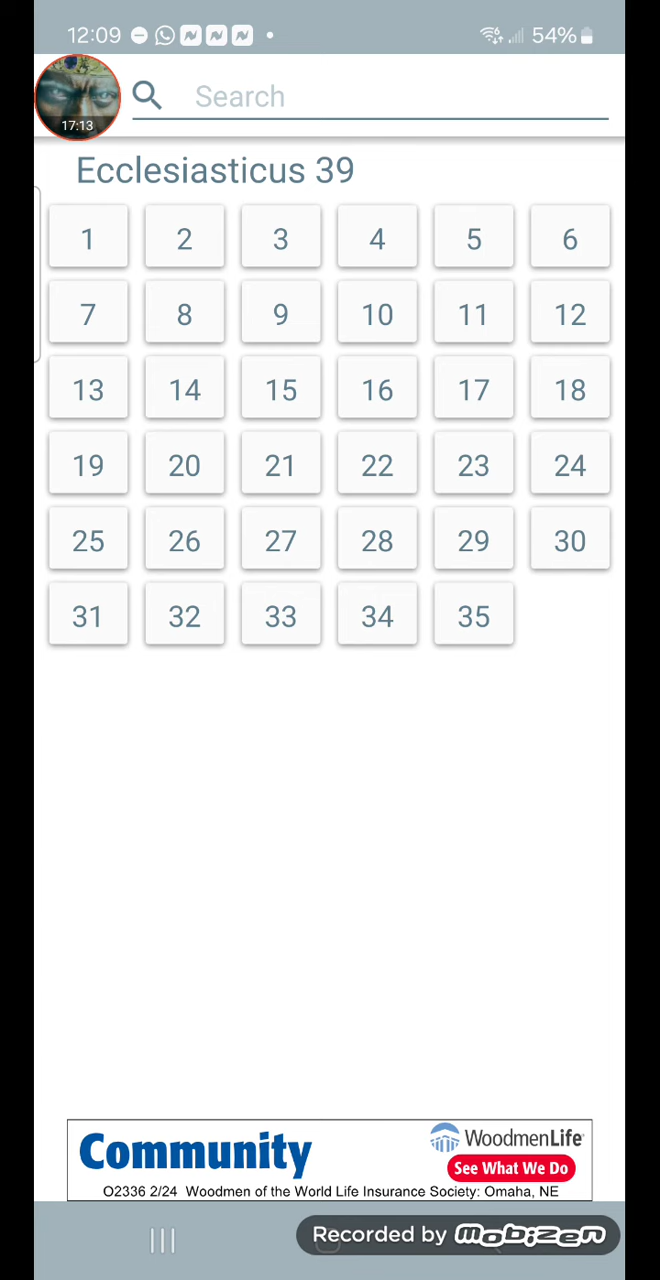 12:09 54%
17:13
Search
Ecclesiasticus 39
1 2 3 4 5 6
7 8 9 10 11 12
13 14 15 16 17 18
19 20 21 22 23 24
25 26 27 28 29 30
31 32 33 34 35
Community
WoodmenLife
See What We Do
O2336 2/24 Woodmen of the World Life Insurance Society: Omaha, NE
Recorded by Mobizen